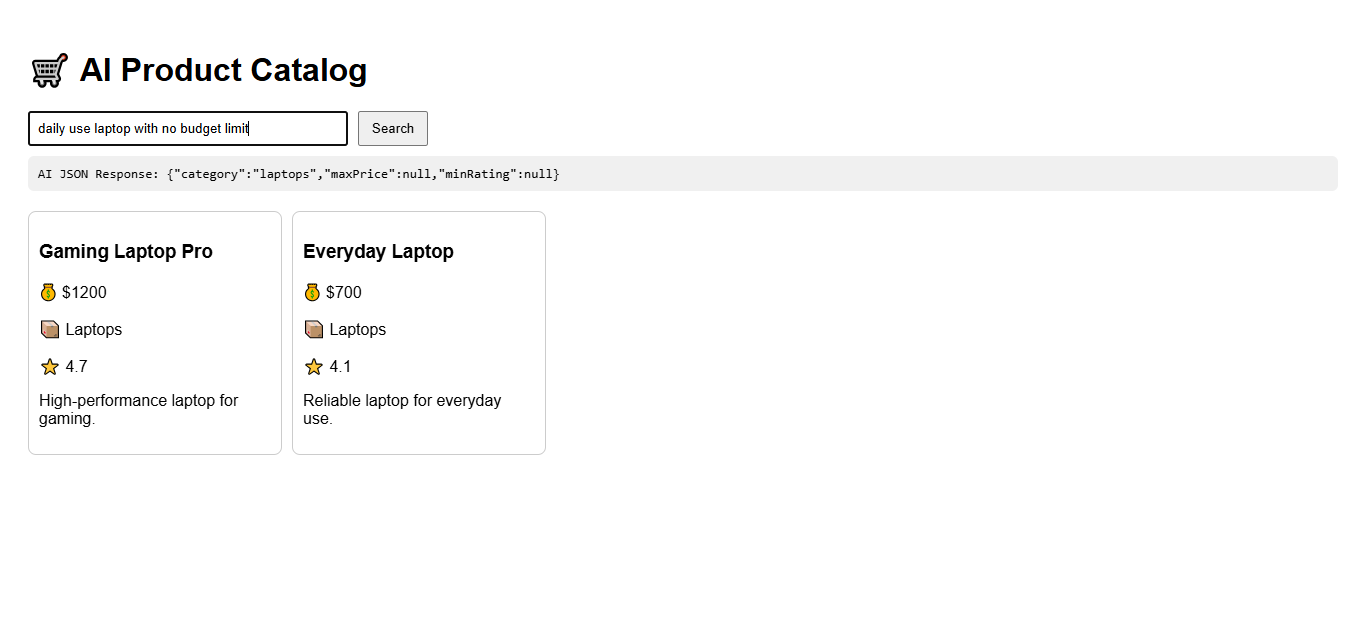 AI Product Catalog
daily use laptop with no budget limit
Search
AI JSON Response: {"category":"laptops","maxPrice":null,"minRating":null}
Gaming Laptop Pro
$1200
Laptops
4.7
High-performance laptop for
gaming.
Everyday Laptop
$700
Laptops
4.1
Reliable laptop for everyday
use.